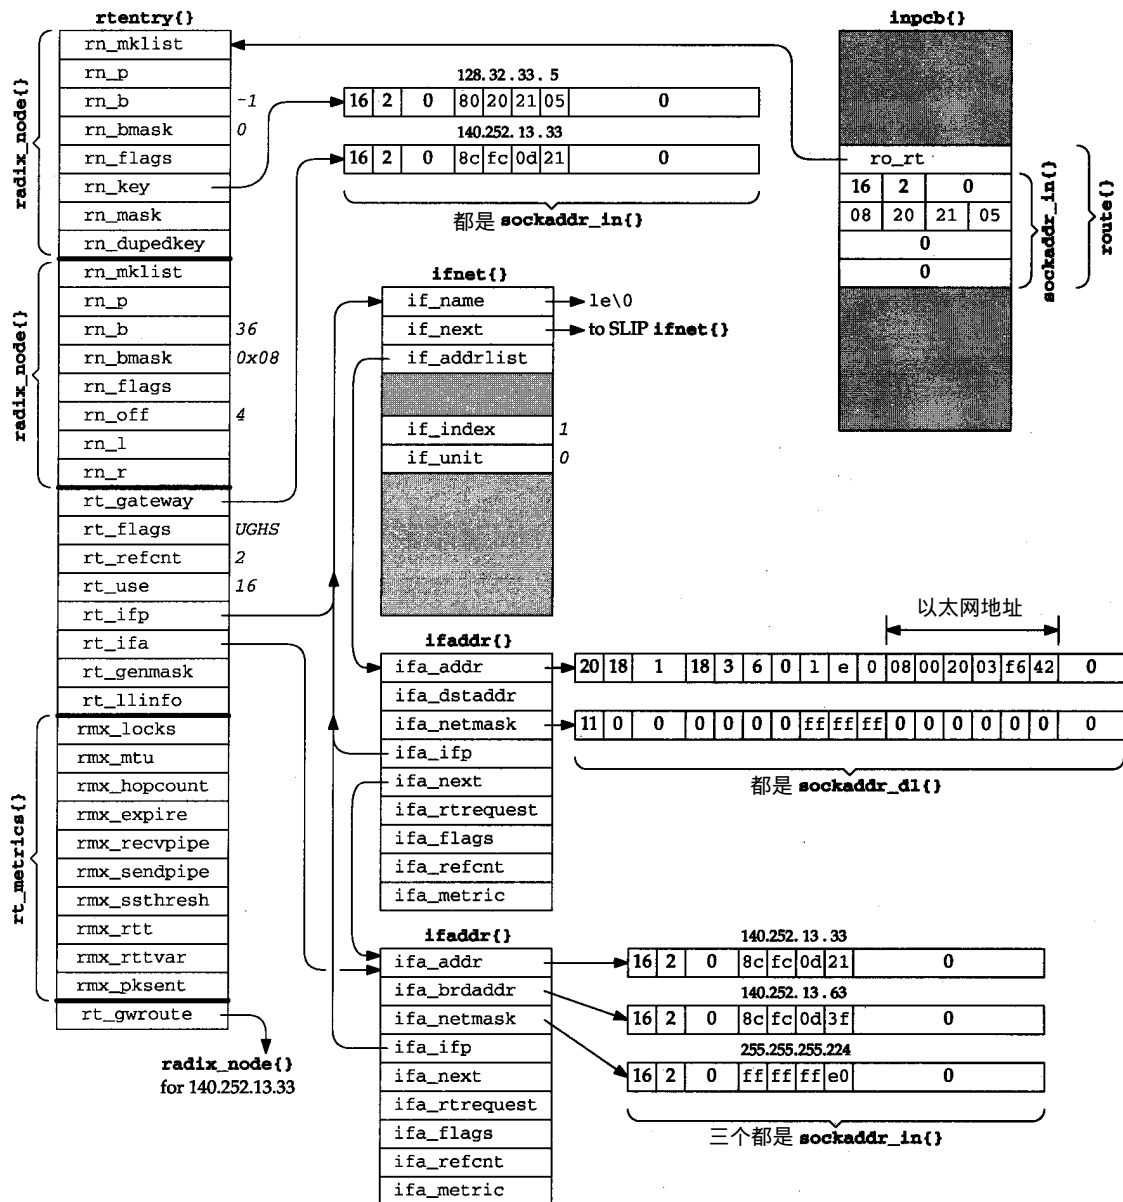 rtentry{}
rn_mklist
rn_p
rn_b -1
rn_bmask 0
rn_flags
rn_key
rn_mask
rn_dupedkey
radix_node{}
rn_mklist
rn_p
rn_b 36
rn_bmask 0x08
rn_flags
rn_off 4
rn_l
rn_r
radix_node{}
rt_gateway
rt_flags UGHS
rt_refcnt 2
rt_use 16
rt_ifp
rt_ifa
rt_genmask
rt_llinfo
rmx_locks
rmx_mtu
rmx_hopcount
rmx_expire
rmx_recvpipe
rmx_sendpipe
rmx_ssthresh
rmx_rtt
rmx_rttvar
rmx_pksent
rt_metrics{}
rt_gwroute
radix_node{}
for 140.252.13.33
128.32.33.5
16 2 0 80 20 21 05 0
140.252.13.33
16 2 0 8c fc 0d 21 0
都是 sockaddr_in{}
inpcb{}
ro_rt
16 2 0
08 20 21 05
0
0
sockaddr_in{}
route{}
ifnet{}
if_name le\0
if_next to SLIP ifnet{}
if_addrlist
if_index 1
if_unit 0
以太网地址
ifaddr{}
ifa_addr 20 18 1 18 3 6 0 l e 0 08 00 20 03 f6 42 0
ifa_dstaddr
ifa_netmask 11 0 0 0 0 0 0 ff ff ff 0 0 0 0 0 0 0
ifa_ifp
ifa_next
都是 sockaddr_dl{}
ifa_rtrequest
ifa_flags
ifa_refcnt
ifa_metric
ifaddr{}
140.252.13.33
ifa_addr 16 2 0 8c fc 0d 21 0
ifa_brdaddr
140.252.13.63
16 2 0 8c fc 0d 3f 0
ifa_netmask
255.255.255.224
16 2 0 ff ff ff e0 0
ifa_ifp
ifa_next
ifa_rtrequest
三个都是 sockaddr_in{}
ifa_flags
ifa_refcnt
ifa_metric